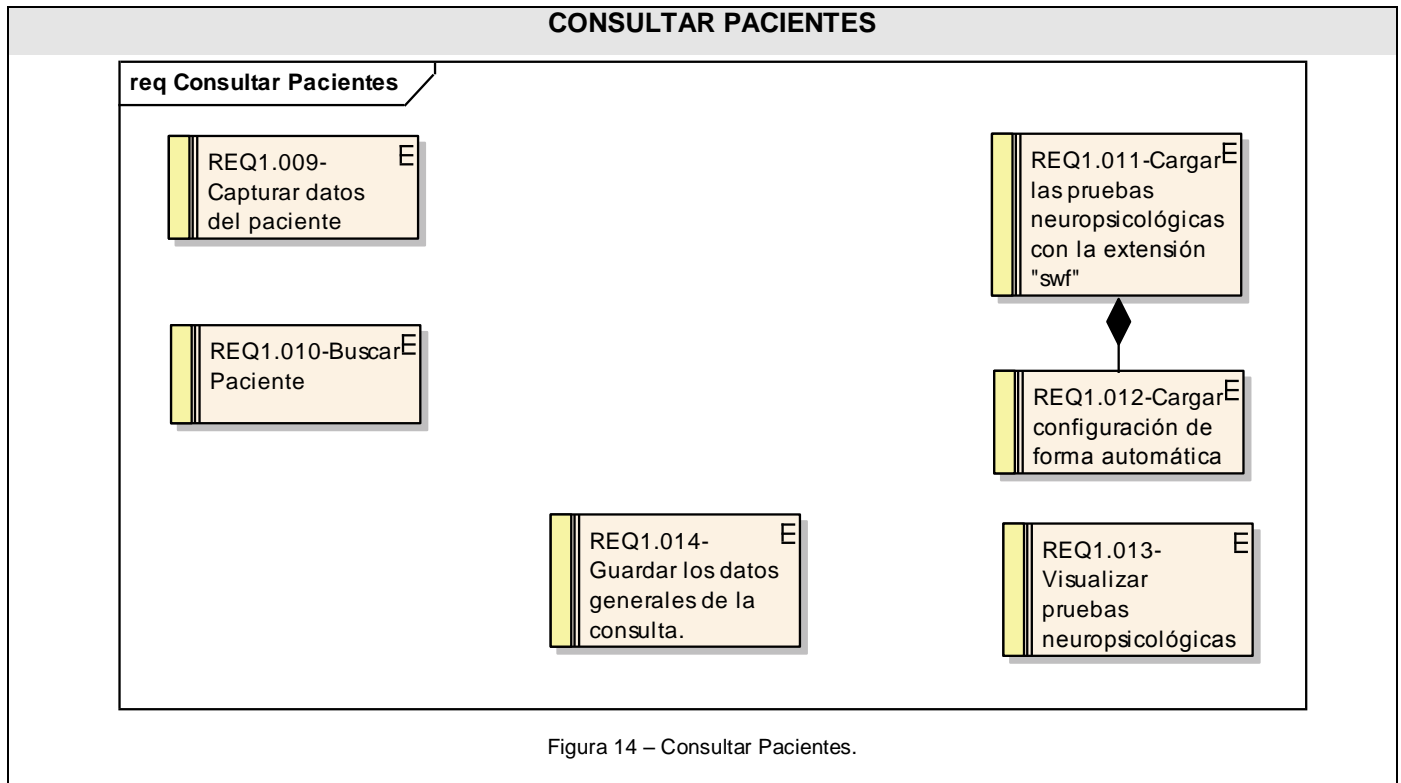 CONSULTAR PACIENTES
req Consultar Pacientes
REQ1.009-
Capturar datos
del paciente
E
REQ1.010-Buscar
Paciente
E
REQ1.014-
Guardar los datos
generales de la
consulta.
E
REQ1.011-Cargar
las pruebas
neuropsicológicas
con la extensión
"swf"
E
REQ1.012-Cargar
configuración de
forma automática
E
REQ1.013-
Visualizar
pruebas
neuropsicológicas
E
Figura 14 – Consultar Pacientes.